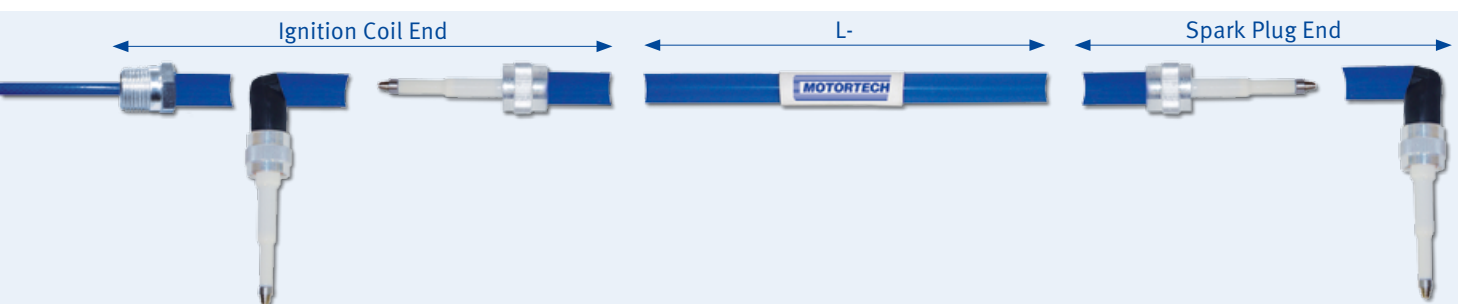 Ignition Coil End
L-
Spark Plug End
MOTORTECH